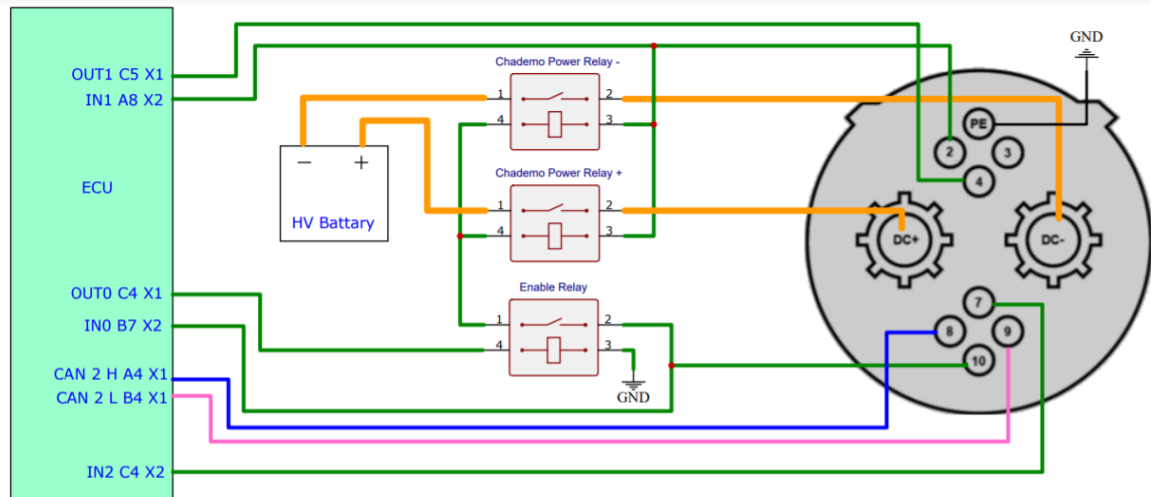 GND
Chademo Power Relay -
OUT1 C5 X1
IN1 A8 X2
1
2
4
3
PE
2
3
4
ECU
− +
HV Battary
Chademo Power Relay +
1
2
4
3
DC+
DC-
Enable Relay
OUT0 C4 X1
IN0 B7 X2
1
2
4
3
GND
7
8
9
10
CAN 2 H A4 X1
CAN 2 L B4 X1
IN2 C4 X2